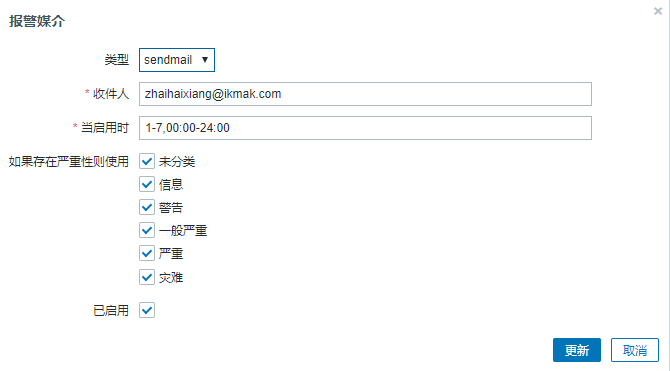 报警媒介
类型 sendmail
* 收件人 zhaihaixiang@ikmak.com
* 当启用时 1-7,00:00-24:00
如果存在严重性则使用 未分类
信息
警告
一般严重
严重
灾难
已启用
更新 取消